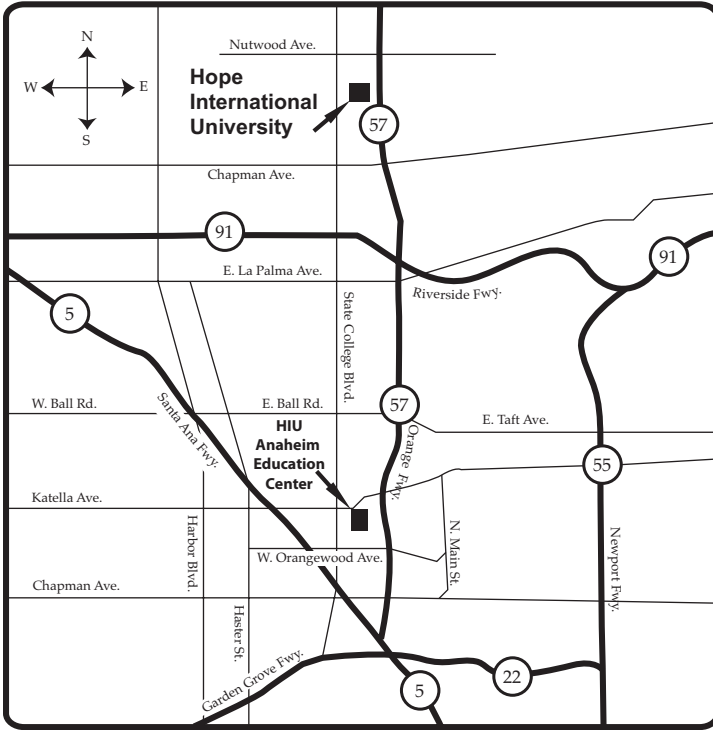 N
Nutwood Ave.
W
E
Hope
International
University
S
57
Chapman Ave.
91
91
E. La Palma Ave.
Riverside Fwy.
5
State College Blvd.
W. Ball Rd.
Santa Ana Fwy.
E. Ball Rd.
57
E. Taft Ave.
HIU
Anaheim
Education
Center
Orange Fwy.
55
Katella Ave.
Harbor Blvd.
N. Main St.
Newport Fwy.
W. Orangewood Ave.
Chapman Ave.
Haster St.
Garden Grove Fwy.
22
5